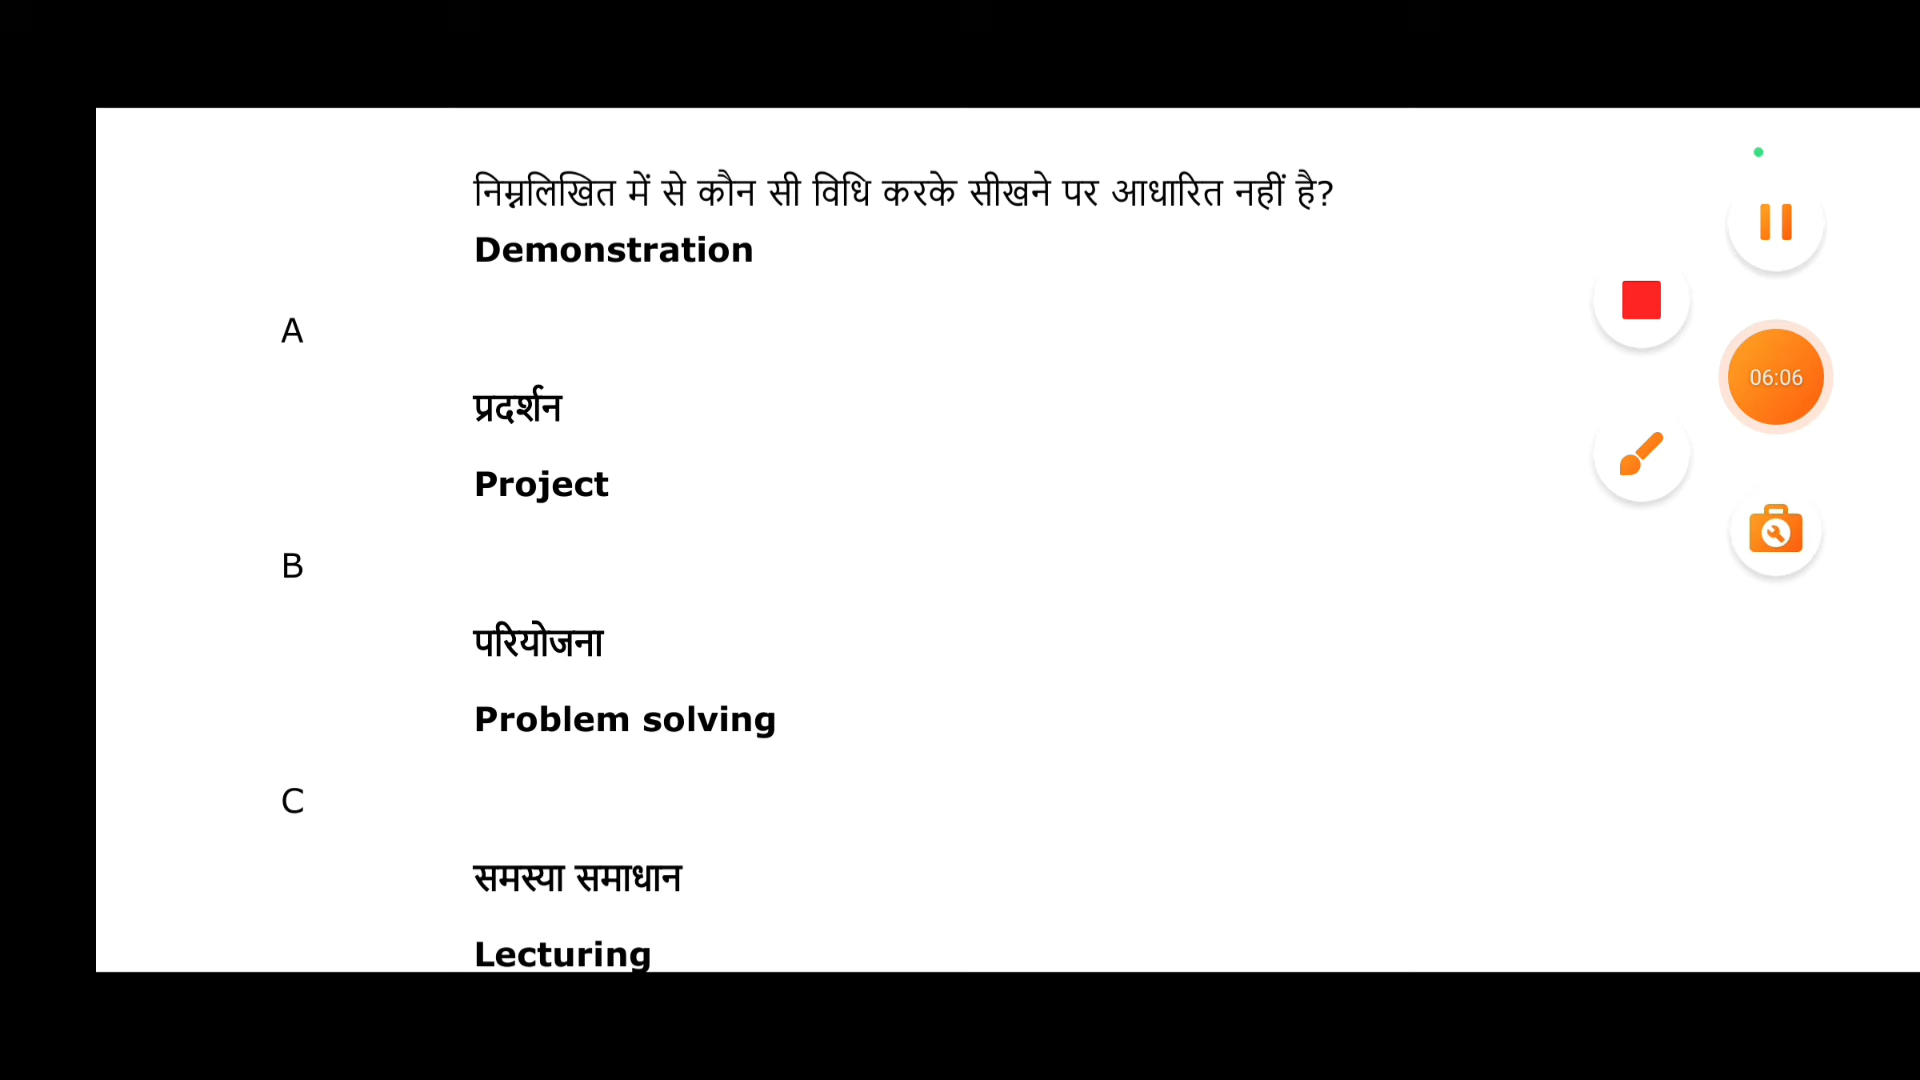 निम्नलिखित में से कौन सी विधि करके सीखने पर आधारित नहीं है?
Demonstration
A
प्रदर्शन
Project
B
परियोजना
Problem solving
C
समस्या समाधान
Lecturing
06:06